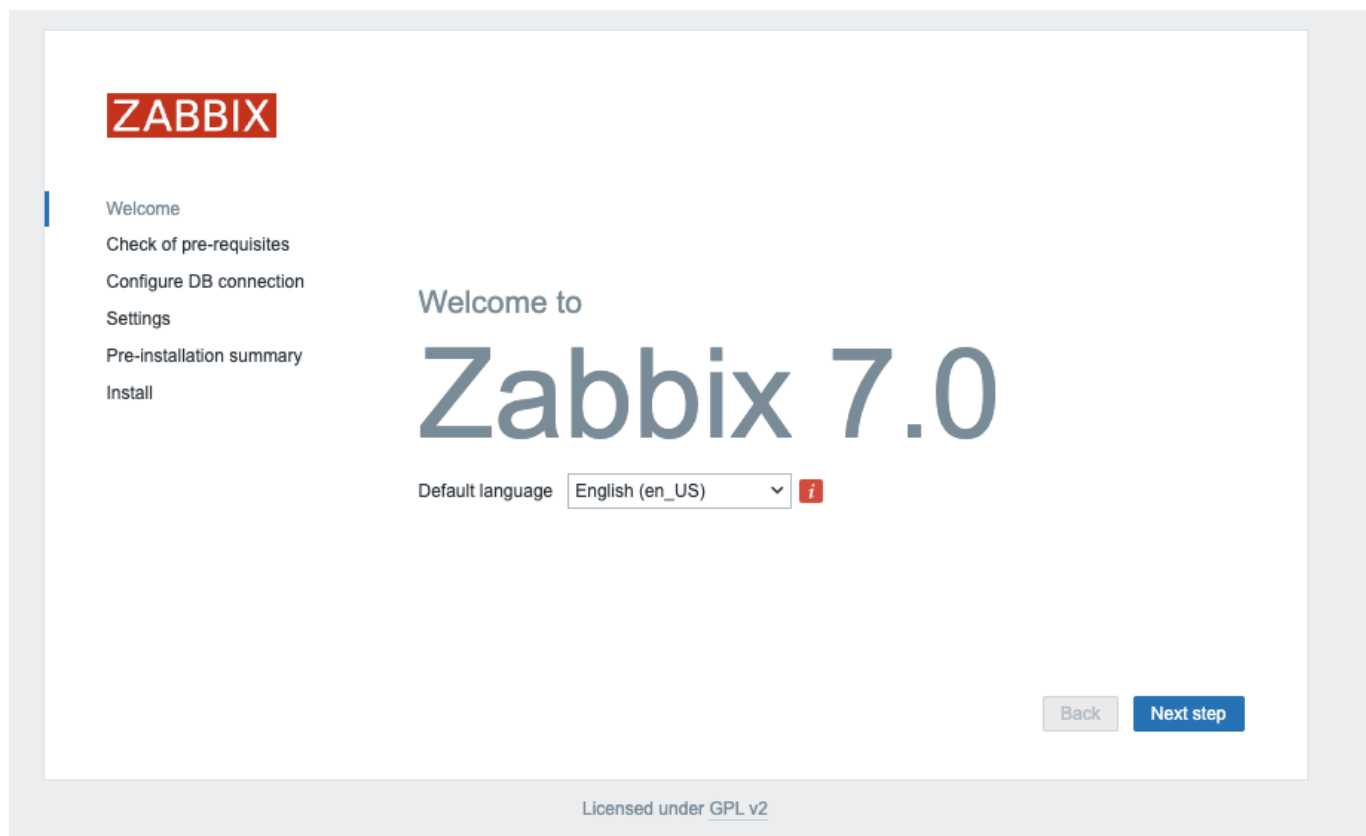 ZABBIX
Welcome
Check of pre-requisites
Configure DB connection
Settings
Pre-installation summary
Install
Welcome to
Zabbix 7.0
Default language English (en_US) i
Back Next step
Licensed under GPL v2